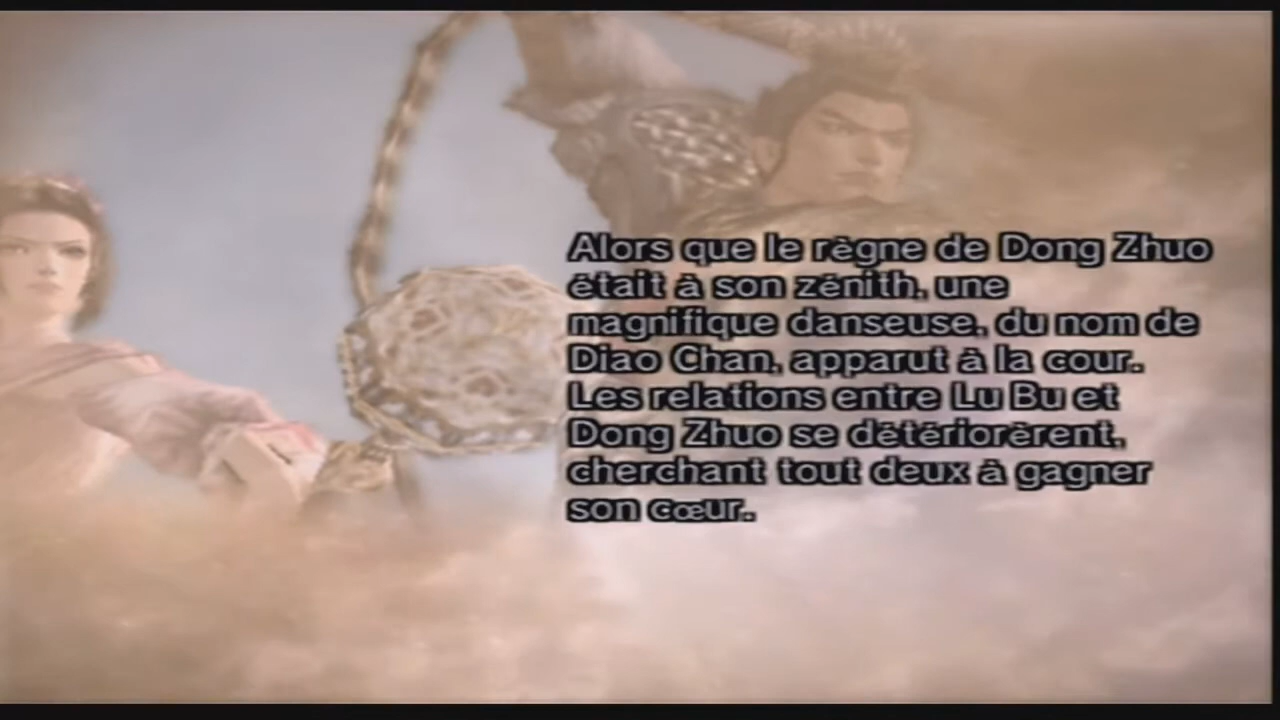 Alors que le règne de Dong Zhuo
était à son zénith, une
magnifique danseuse, du nom de
Diao Chan, apparut à la cour.
Les relations entre Lu Bu et
Dong Zhuo se détériorèrent,
cherchant tout deux à gagner
son cœur.